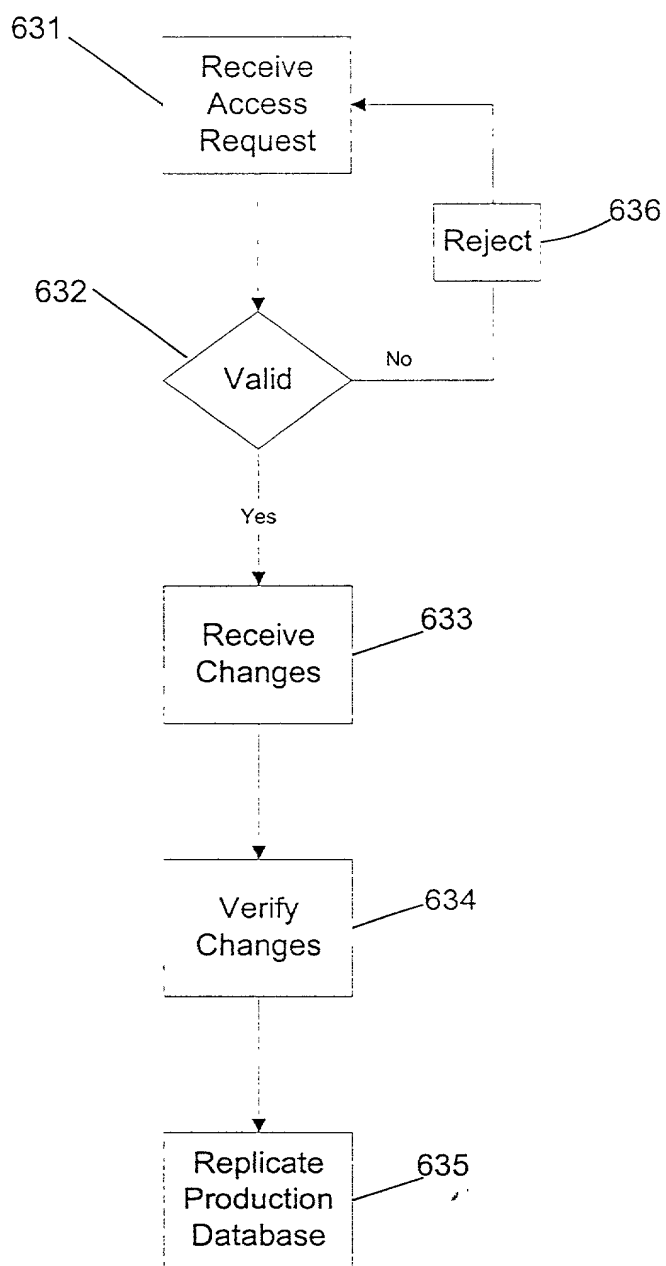 631
Receive
Access
Request
636
Reject
632
Valid
No
Yes
633
Receive
Changes
634
Verify
Changes
635
Replicate
Production
Database